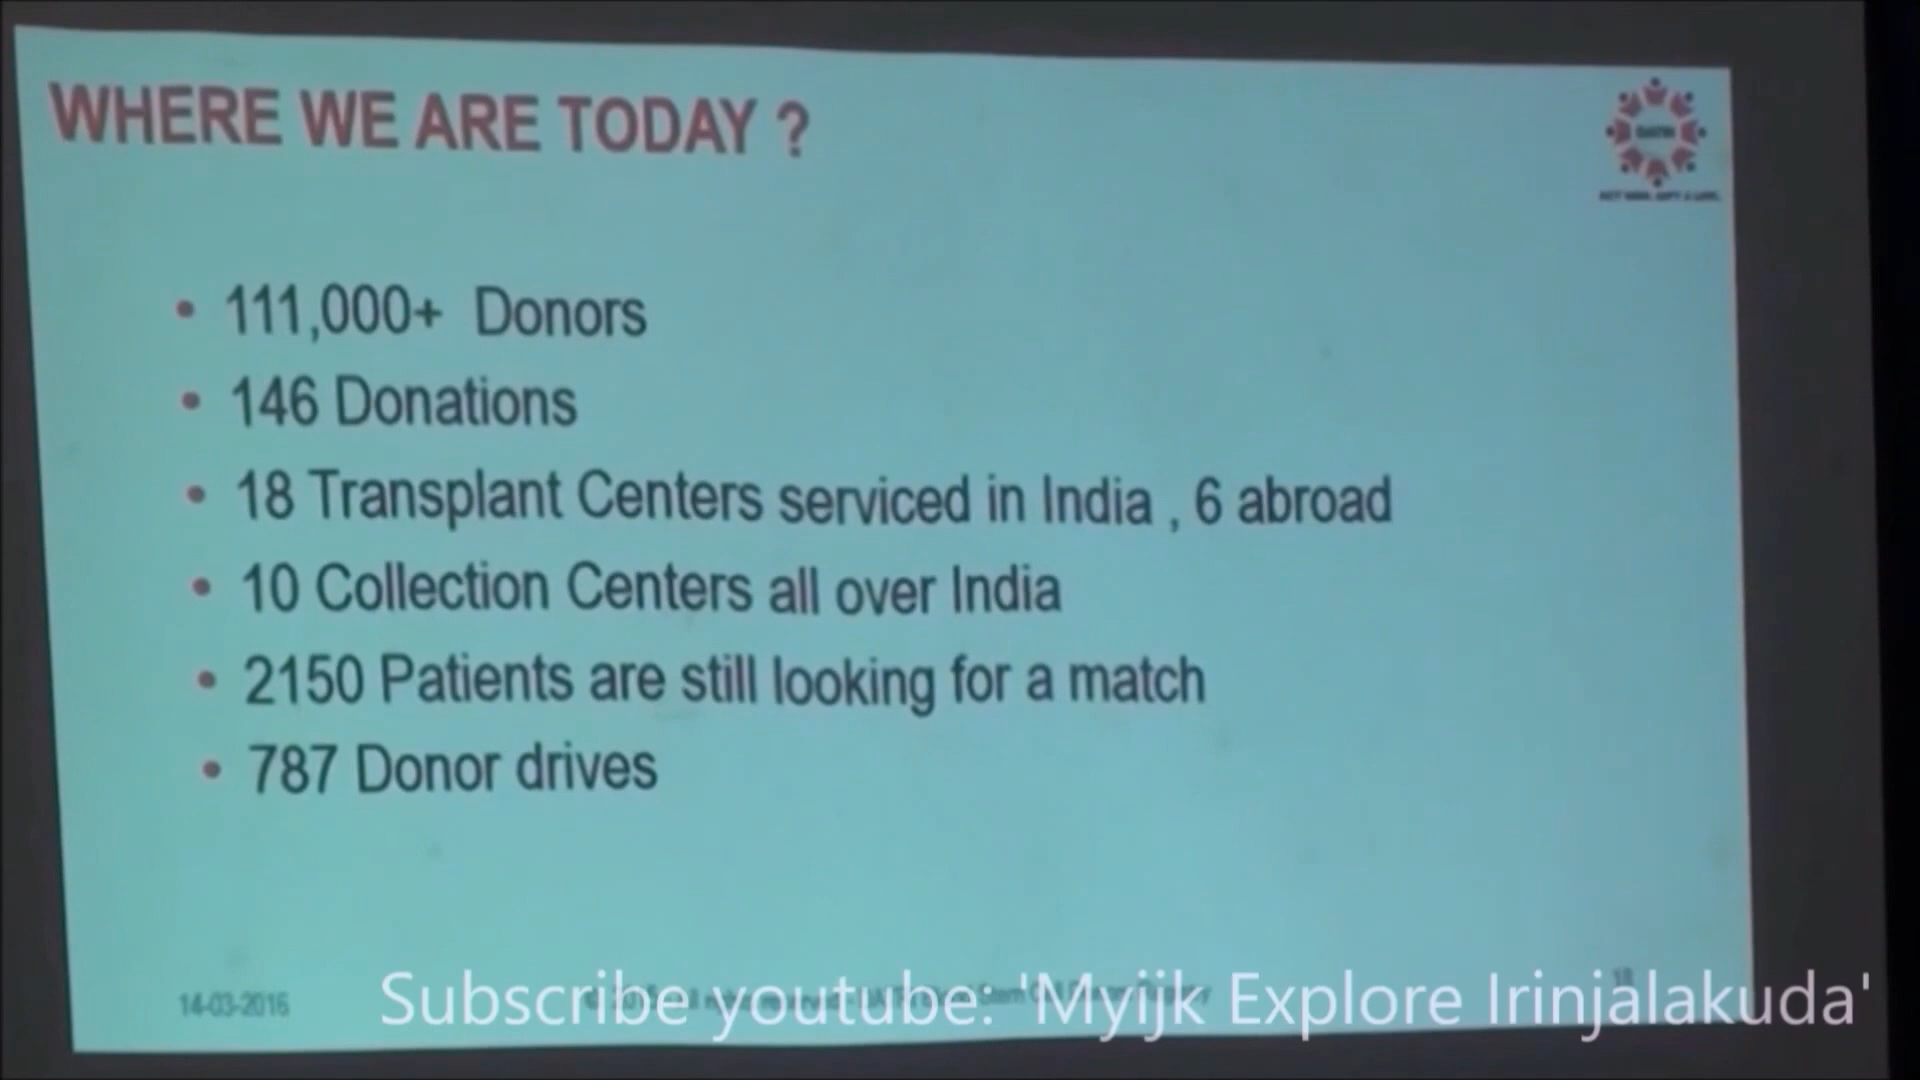 WHERE WE ARE TODAY ?
• 111,000+ Donors
• 146 Donations
• 18 Transplant Centers serviced in India , 6 abroad
• 10 Collection Centers all over India
• 2150 Patients are still looking for a match
• 787 Donor drives
14-03-2016
Subscribe youtube: 'Myijk Explore Irinjalakuda'